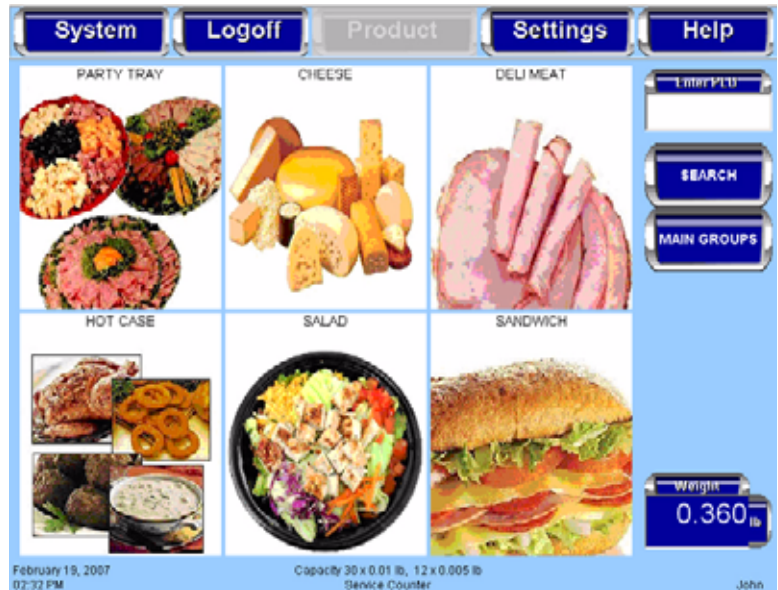 System Logoff Product Settings Help
PARTY TRAY CHEESE DELI MEAT
Enter PLU
SEARCH
MAIN GROUPS
HOT CASE SALAD SANDWICH
Weight
0.360 lb
February 19, 2007 Capacity 30 x 0.01 lb, 12 x 0.005 lb
02:32 PM Service Counter John